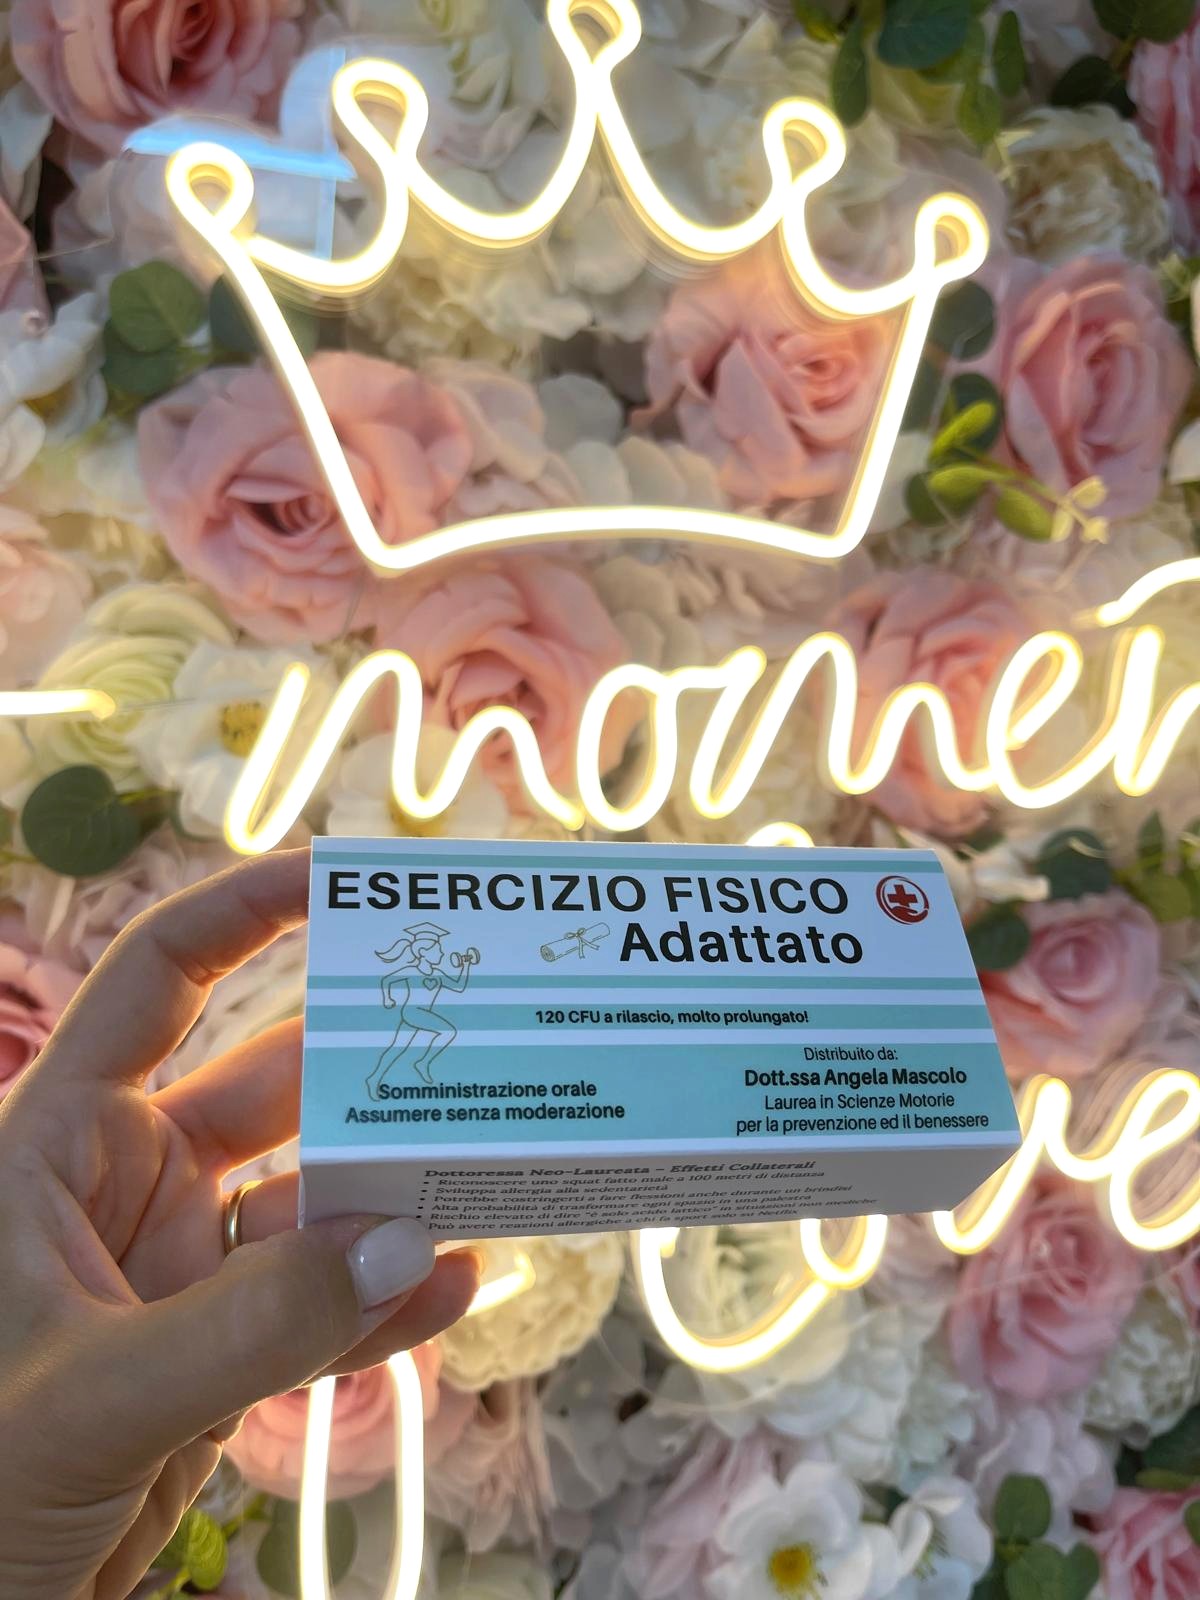 momen
love
ESERCIZIO FISICO
Adattato
120 CFU a rilascio, molto prolungato!
Somministrazione orale
Assumere senza moderazione
Distribuito da:
Dott.ssa Angela Mascolo
Laurea in Scienze Motorie
per la prevenzione ed il benessere
Dottoressa Neo-Laureata – Effetti Collaterali
• Riconoscere uno squat fatto male a 100 metri di distanza
• Sviluppa allergia alla sedentarietà
• Potrebbe costringerti a fare flessioni anche durante un brindisi
• Alta probabilità di trasformare ogni spazio in una palestra
• Rischio elevato di dire "è solo acido lattico" in situazioni non mediche
Può avere reazioni allergiche a chi fa sport solo su Netflix